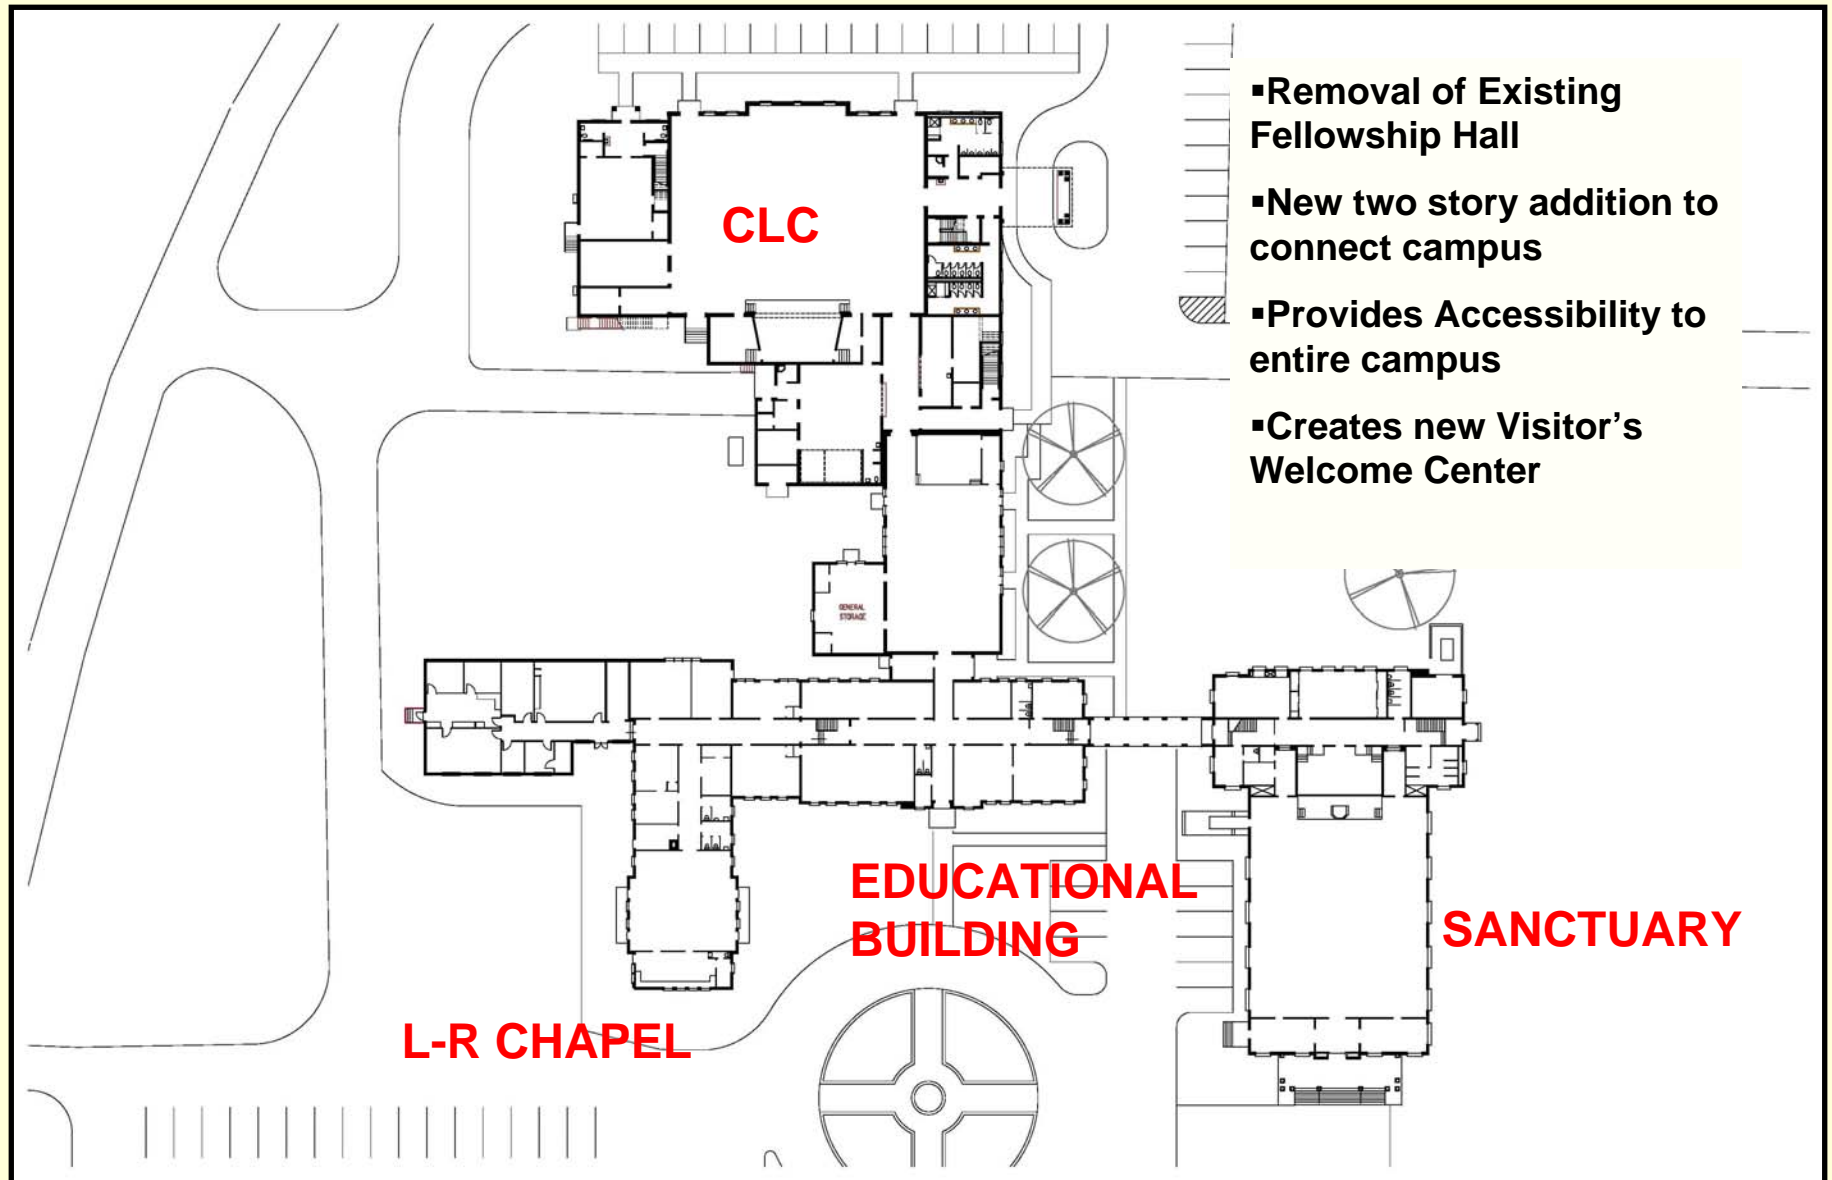 ▪Removal of Existing
Fellowship Hall
▪New two story addition to
connect campus
▪Provides Accessibility to
entire campus
▪Creates new Visitor’s
Welcome Center
CLC
GENERAL
STORAGE
EDUCATIONAL
BUILDING
SANCTUARY
L-R CHAPEL